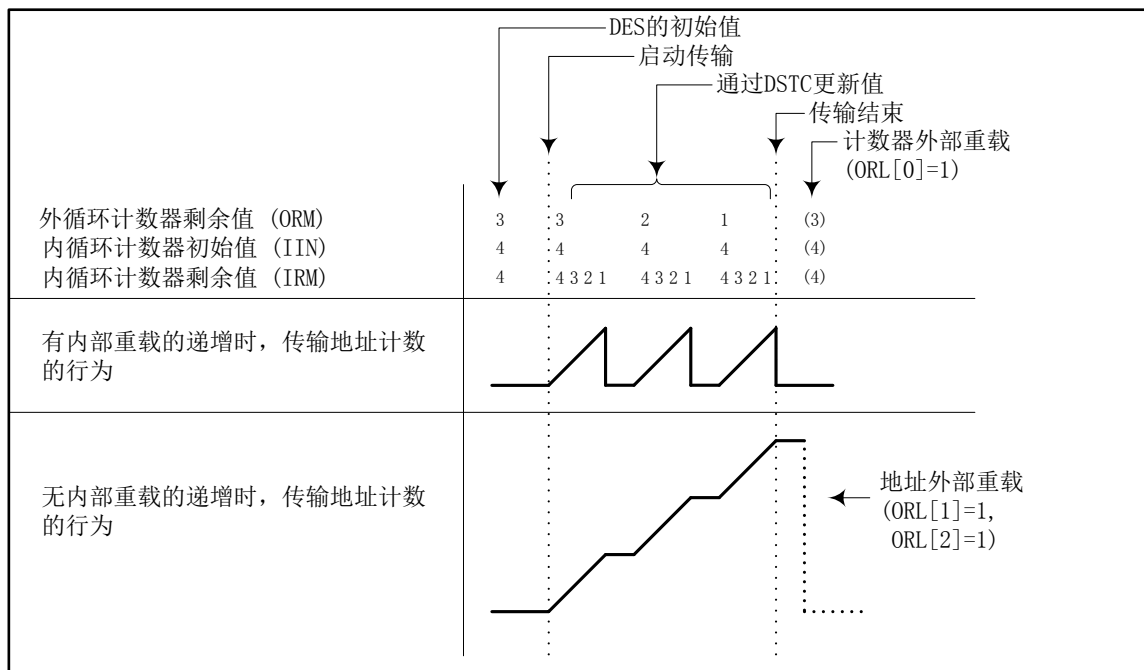 DES的初始值
启动传输
通过DSTC更新值
传输结束
计数器外部重载
(ORL[0]=1)
外循环计数器剩余值 (ORM) 3 3 2 1 (3)
内循环计数器初始值 (IIN) 4 4 4 4 (4)
内循环计数器剩余值 (IRM) 4 4 3 2 1 4 3 2 1 4 3 2 1 (4)
有内部重载的递增时，传输地址计数
的行为
无内部重载的递增时，传输地址计数
的行为
地址外部重载
(ORL[1]=1,
ORL[2]=1)